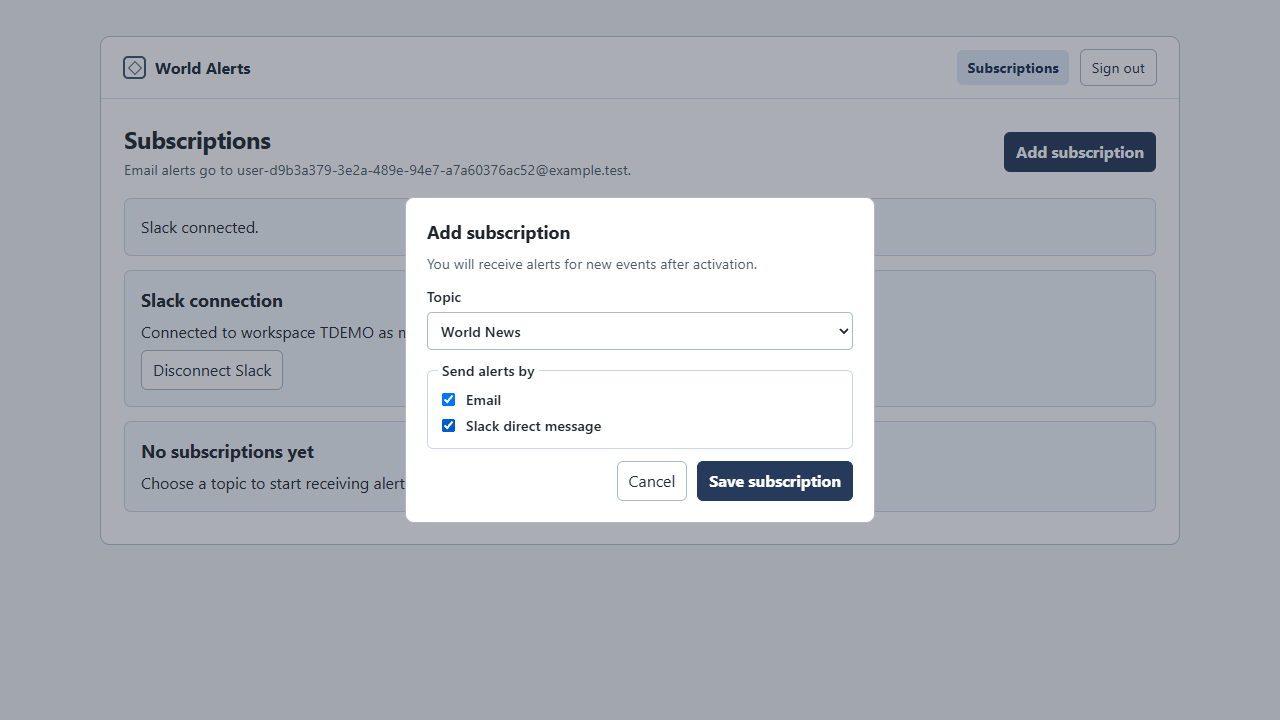 World Alerts
Subscriptions
Sign out
Subscriptions
Add subscription
Email alerts go to user-d9b3a379-3e2a-489e-94e7-a7a60376ac52@example.test.
Slack connected.
Slack connection
Connected to workspace TDEMO as
Disconnect Slack
No subscriptions yet
Choose a topic to start receiving
Add subscription
You will receive alerts for new events after activation.
Topic
World News
Send alerts by
Email
Slack direct message
Cancel
Save subscription